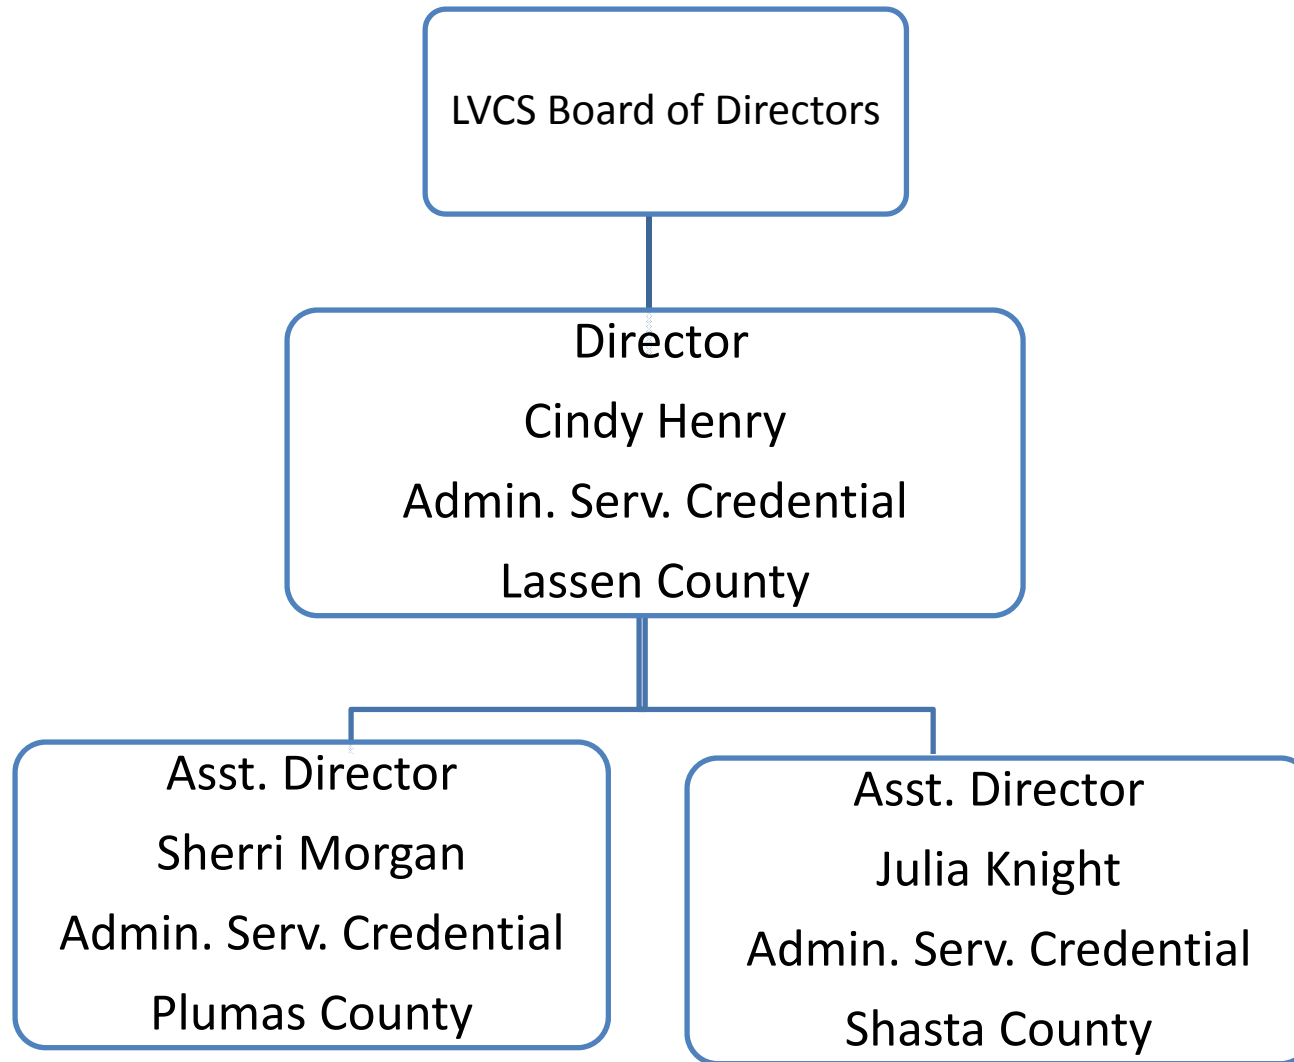 LVCS Board of Directors
Director
Cindy Henry
Admin. Serv. Credential
Lassen County
Asst. Director
Sherri Morgan
Admin. Serv. Credential
Plumas County
Asst. Director
Julia Knight
Admin. Serv. Credential
Shasta County